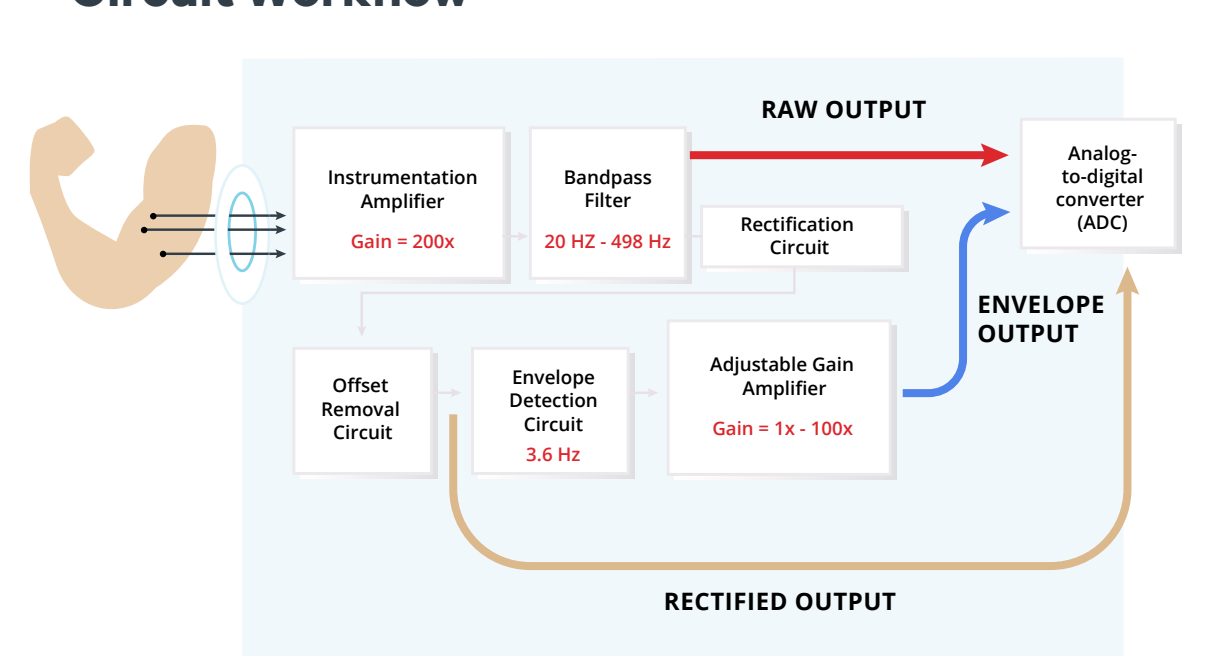 Circuit Workflow
RAW OUTPUT
Analog-
to-digital
converter
(ADC)
Instrumentation
Amplifier
Gain = 200x
Bandpass
Filter
20 HZ - 498 Hz
Rectification
Circuit
ENVELOPE
OUTPUT
Offset
Removal
Circuit
Envelope
Detection
Circuit
3.6 Hz
Adjustable Gain
Amplifier
Gain = 1x - 100x
RECTIFIED OUTPUT